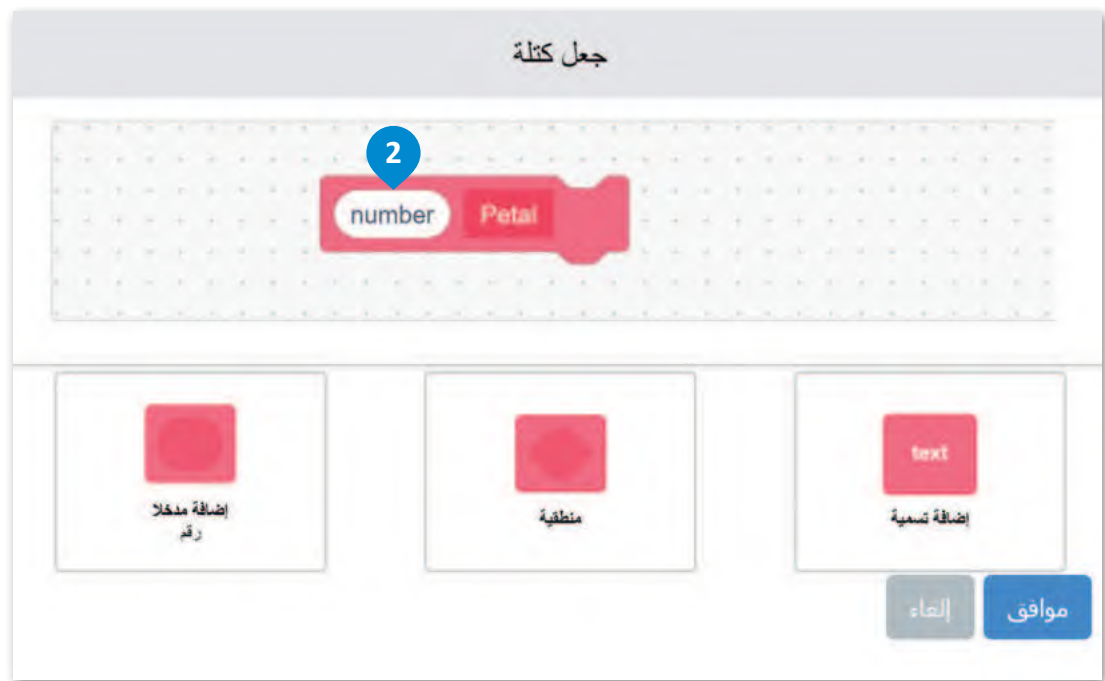 جعل كتلة
2
number Petal
text
إضافة تسمية
منطقية
إضافة مدخلا
رقم
موافق
إلغاء